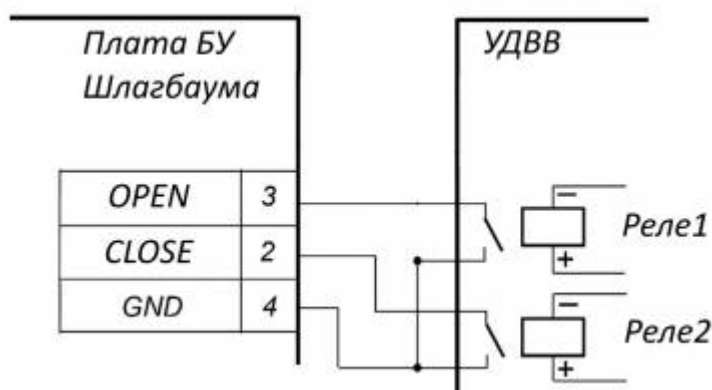 Плата БУ
Шлагбаума
УДВВ
OPEN 3
CLOSE 2
GND 4
− Реле1 +
− Реле2 +